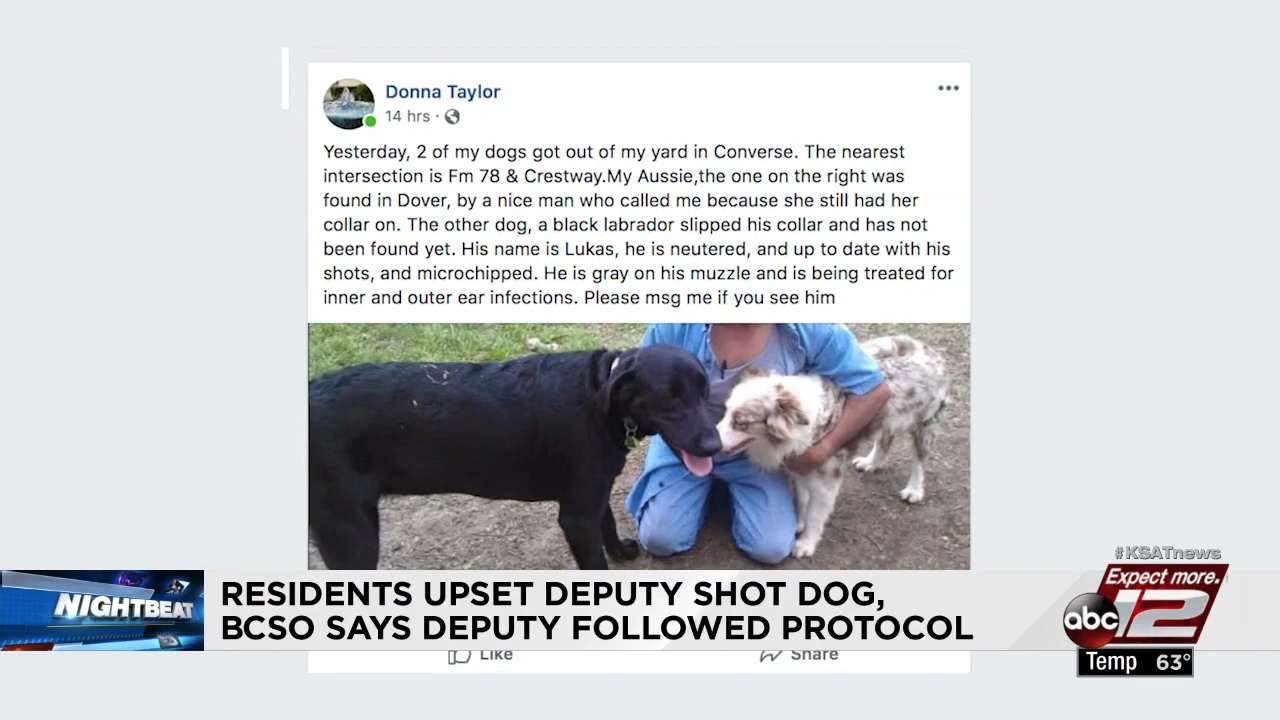 Donna Taylor
14 hrs ·
Yesterday, 2 of my dogs got out of my yard in Converse. The nearest
intersection is Fm 78 & Crestway.My Aussie,the one on the right was
found in Dover, by a nice man who called me because she still had her
collar on. The other dog, a black labrador slipped his collar and has not
been found yet. His name is Lukas, he is neutered, and up to date with his
shots, and microchipped. He is gray on his muzzle and is being treated for
inner and outer ear infections. Please msg me if you see him
#KSATnews
Expect more.
abc 12
NIGHTBEAT
RESIDENTS UPSET DEPUTY SHOT DOG,
BCSO SAYS DEPUTY FOLLOWED PROTOCOL
Like
Share
Temp 63°